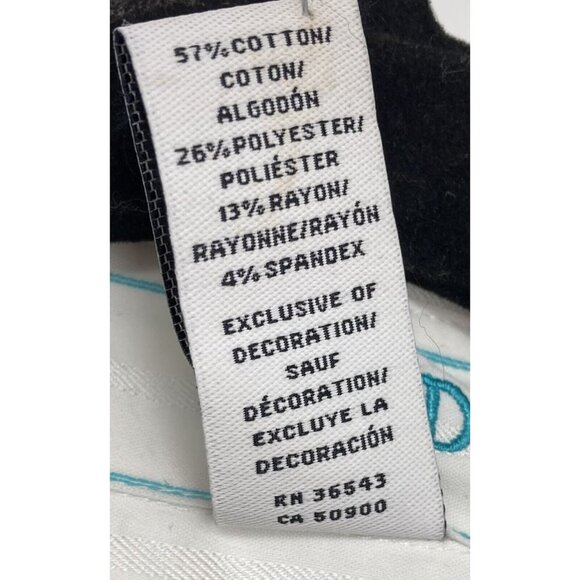 57% COTTON/
COTON/
ALGODÓN
26% POLYESTER/
POLIÉSTER
13% RAYON/
RAYONNE/RAYÓN
4% SPANDEX
EXCLUSIVE OF
DECORATION/
SAUF
DÉCORATION/
EXCLUYE LA
DECORACIÓN
RN 36543
CA 50900